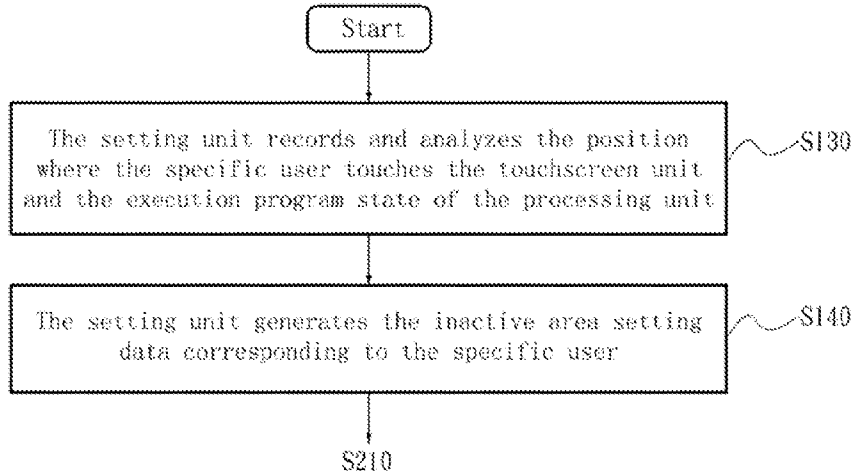 Start
The setting unit records and analyzes the position
where the specific user touches the touchscreen unit
and the execution program state of the processing unit
S130
The setting unit generates the inactive area setting
data corresponding to the specific user
S140
S210